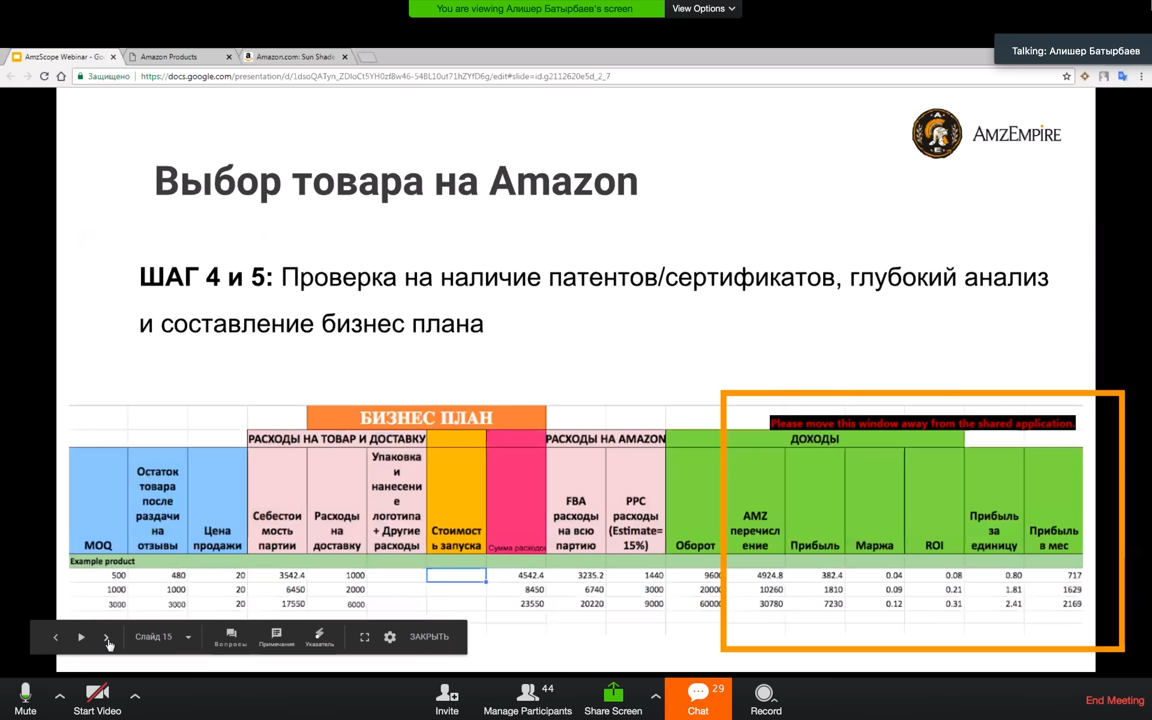 You are viewing Алишер Батырбаев's screen
View Options
AmzScope Webinar - Go
Amazon Products
Amazon.com: Sun Shade
Talking: Алишер Батырбаев
Защищено
AMZEMPIRE
Выбор товара на Amazon
ШАГ 4 и 5: Проверка на наличие патентов/сертификатов, глубокий анализ
и составление бизнес плана
БИЗНЕС ПЛАН
Please move this window away from the shared application.
РАСХОДЫ НА ТОВАР И ДОСТАВКУ
РАСХОДЫ НА AMAZON
ДОХОДЫ
MOQ
Остаток товара после раздачи на отзывы
Цена продажи
Себестои мость партии
Расходы на доставку
Упаковка и нанесени е логотипа + Другие расходы
Стоимост ь запуска
Сумма расходо
FBA расходы на всю партию
PPC расходы (Estimate= 15%)
Оборот
AMZ перечисл ение
Прибыль
Маржа
ROI
Прибыль за единицу
Прибыль в мес
Example product
500 480 20 3542.4 1000 4542.4 3235.2 1440 9600 4924.8 382.4 0.04 0.08 0.80 717
1000 1000 20 6450 2000 8450 6740 3000 20000 10260 1810 0.09 0.21 1.81 1629
3000 3000 20 17550 6000 23550 20220 9000 60000 30780 7230 0.12 0.31 2.41 2169
Слайд 15
Вопросы
Примечания
Указатель
ЗАКРЫТЬ
Mute
Start Video
Invite
44
Manage Participants
Share Screen
29
Chat
Record
End Meeting